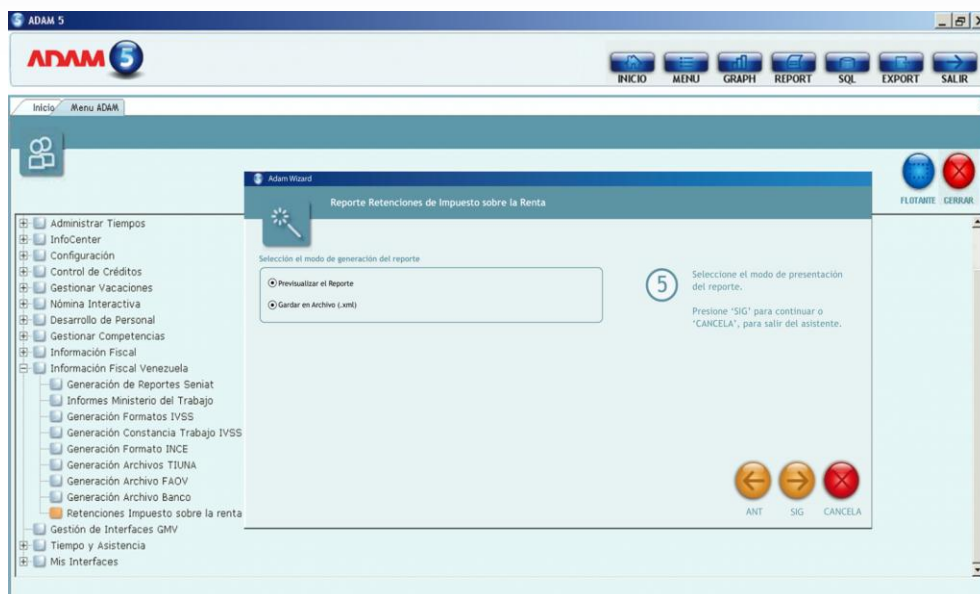 ADAM 5
ADAM 5
INICIO MENU GRAPH REPORT SQL EXPORT SALIR
Inicio Menu ADAM
FLOTANTE CERRAR
Adam Wizard
Reporte Retenciones de Impuesto sobre la Renta
Selección el modo de generación del reporte
Previsualizar el Reporte
Gardar en Archivo (.xml)
5
Seleccione el modo de presentación
del reporte.
Presione 'SIG' para continuar o
'CANCELA', para salir del asistente.
ANT SIG CANCELA
Administrar Tiempos
InfoCenter
Configuración
Control de Créditos
Gestionar Vacaciones
Nómina Interactiva
Desarrollo de Personal
Gestionar Competencias
Información Fiscal
Información Fiscal Venezuela
Generación de Reportes Seniat
Informes Ministerio del Trabajo
Generación Formatos IVSS
Generación Constancia Trabajo IVSS
Generación Formato INCE
Generación Archivos TIUNA
Generación Archivo FAOV
Generación Archivo Banco
Retenciones Impuesto sobre la renta
Gestión de Interfaces GMV
Tiempo y Asistencia
Mis Interfaces